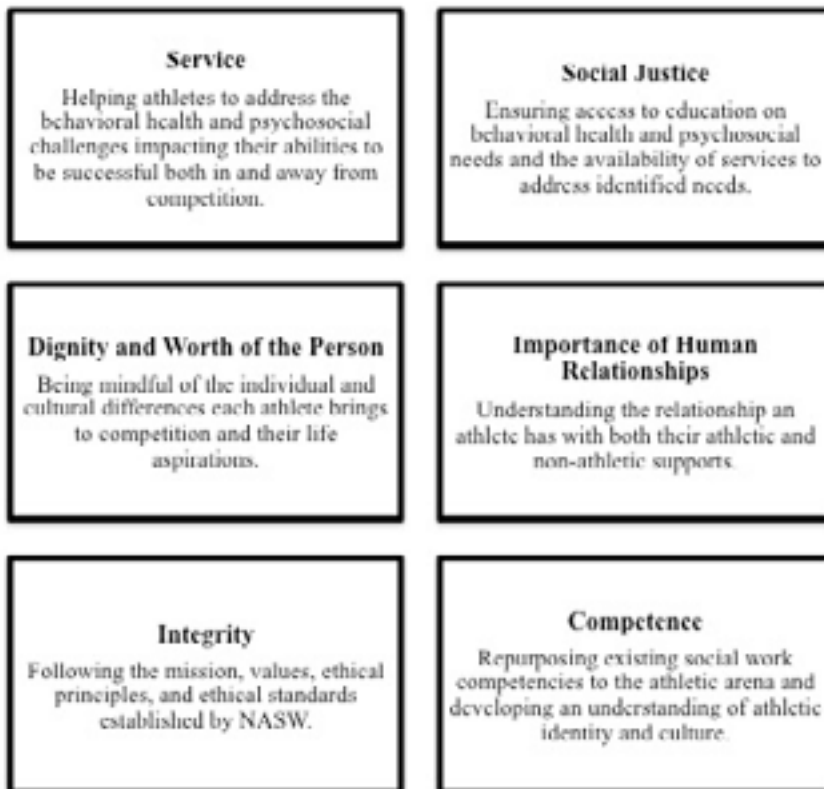 Service
Helping athletes to address the
behavioral health and psychosocial
challenges impacting their abilities to
be successful both in and away from
competition.
Social Justice
Ensuring access to education on
behavioral health and psychosocial
needs and the availability of services to
address identified needs.
Dignity and Worth of the Person
Being mindful of the individual and
cultural differences each athlete brings
to competition and their life
aspirations.
Importance of Human
Relationships
Understanding the relationship an
athlete has with both their athletic and
non-athletic supports.
Integrity
Following the mission, values, ethical
principles, and ethical standards
established by NASW.
Competence
Repurposing existing social work
competencies to the athletic arena and
developing an understanding of athletic
identity and culture.